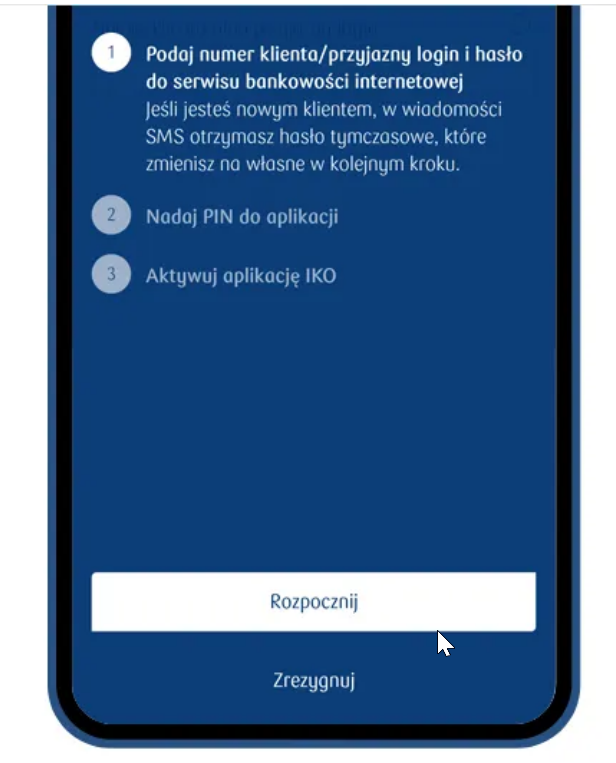 1 Podaj numer klienta/przyjazny login i hasło
do serwisu bankowości internetowej
Jeśli jesteś nowym klientem, w wiadomości
SMS otrzymasz hasło tymczasowe, które
zmienisz na własne w kolejnym kroku.
2 Nadaj PIN do aplikacji
3 Aktywuj aplikację IKO
Rozpocznij
Zrezygnuj